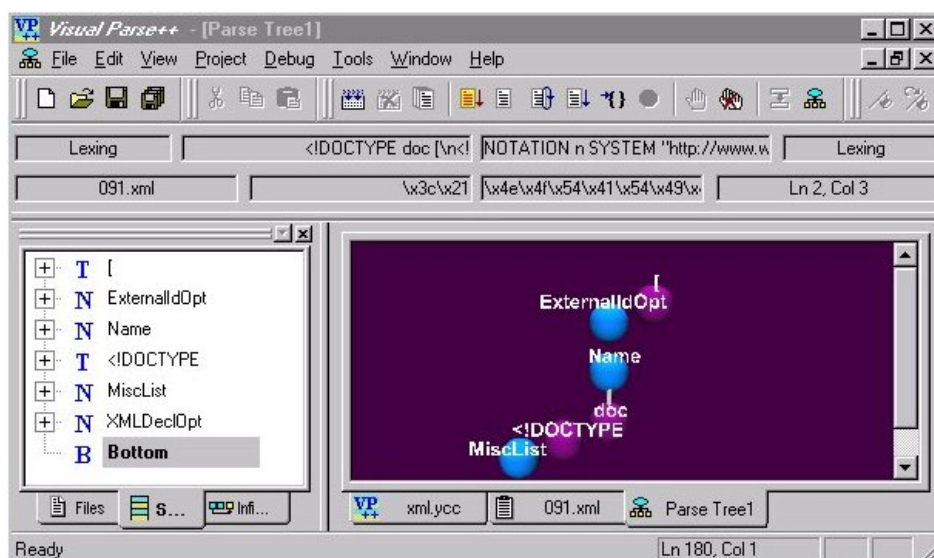 Visual Parse++ - [Parse Tree1]
File Edit View Project Debug Tools Window Help
Lexing <!DOCTYPE doc [\n<! NOTATION n SYSTEM "http://www.w Lexing
091.xml \x3c\x21 \x4e\x4f\x54\x41\x54\x49\x Ln 2, Col 3
T [
N ExternalIdOpt
N Name
T <!DOCTYPE
N MiscList
N XMLDeclOpt
B Bottom
[
ExternalIdOpt
Name
doc
<!DOCTYPE
MiscList
Files S... Infi...
VP++ xml.ycc 091.xml Parse Tree1
Ready Ln 180, Col 1